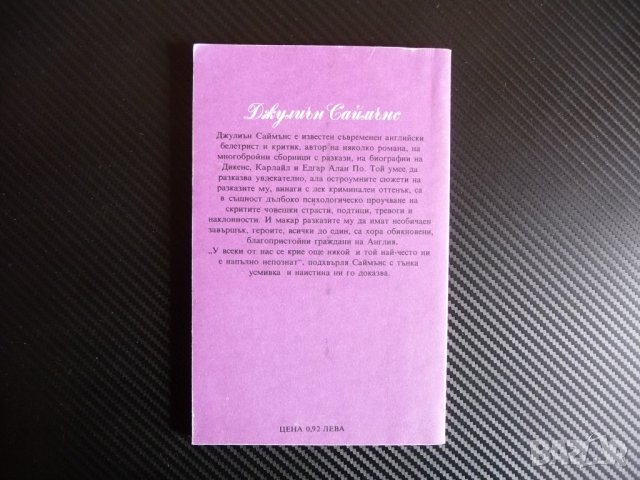 Джулиън Саймънс
Джулиън Саймънс е известен съвременен английски
белетрист и критик, автор на няколко романа, на
многобройни сборници с разкази, на биографии на
Дикенс, Карлайл и Едгар Алан По. Той умее да
разказва увлекателно, ала остроумните сюжети на
разказите му, винаги с лек криминален оттенък, са
в същност дълбоко психологическо проучване на
скритите човешки страсти, подтици, тревоги и
наклонности. И макар разказите му да имат необичаен
завършък, героите, всички до един, са хора обикновени,
благопристойни граждани на Англия.
„У всеки от нас се крие още някой и той най-често ни
е напълно непознат“, подхвърля Саймънс с тънка
усмивка и наистина ни го доказва.
ЦЕНА 0,92 ЛЕВА
BAZAR